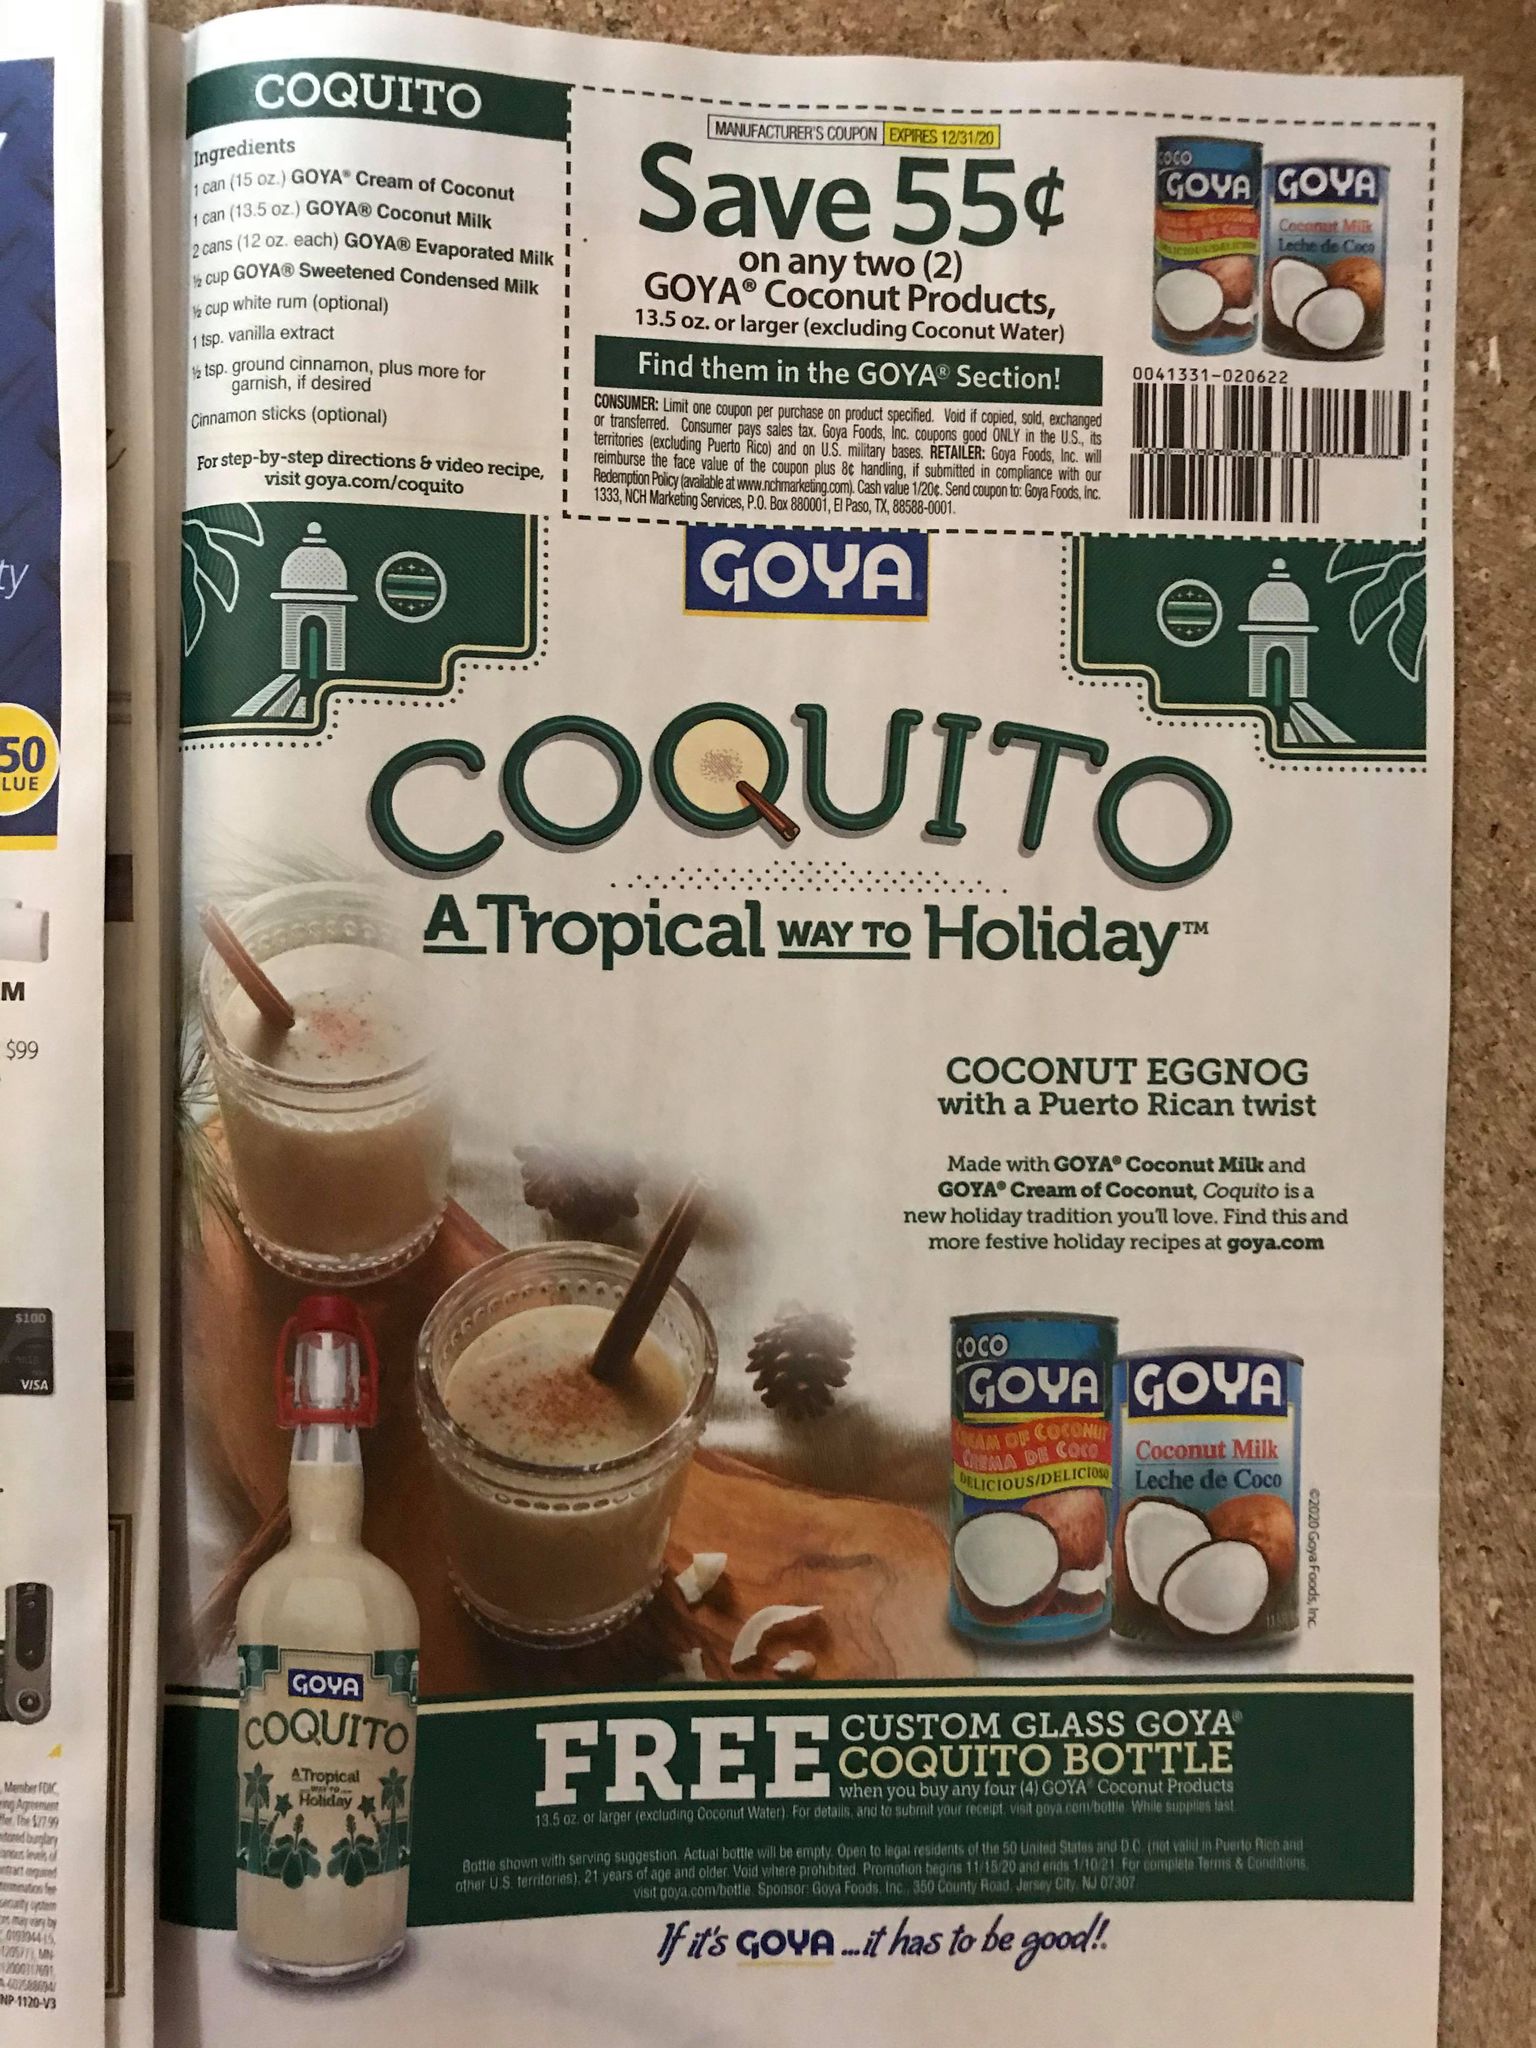 COQUITO
Ingredients
1 can (15 oz.) GOYA® Cream of Coconut
1 can (13.5 oz.) GOYA® Coconut Milk
2 cans (12 oz. each) GOYA® Evaporated Milk
½ cup GOYA® Sweetened Condensed Milk
½ cup white rum (optional)
1 tsp. vanilla extract
½ tsp. ground cinnamon, plus more for
garnish, if desired
Cinnamon sticks (optional)
For step-by-step directions & video recipe,
visit goya.com/coquito
MANUFACTURER'S COUPON EXPIRES 12/31/20
Save 55¢
on any two (2)
GOYA® Coconut Products,
13.5 oz. or larger (excluding Coconut Water)
Find them in the GOYA® Section!
CONSUMER: Limit one coupon per purchase on product specified. Void if copied, sold, exchanged
or transferred. Consumer pays sales tax. Goya Foods, Inc. coupons good ONLY in the U.S., its
territories (excluding Puerto Rico) and on U.S. military bases. RETAILER: Goya Foods, Inc. will
reimburse the face value of the coupon plus 8¢ handling, if submitted in compliance with our
Redemption Policy (available at www.nchmarketing.com). Cash value 1/20¢. Send coupon to: Goya Foods, Inc.
1333, NCH Marketing Services, P.O. Box 880001, El Paso, TX, 88588-0001.
COCO
GOYA
GOYA
Coconut Milk
Leche de Coco
0041331-020622
GOYA
COQUITO
A Tropical WAY TO Holiday™
COCONUT EGGNOG
with a Puerto Rican twist
Made with GOYA® Coconut Milk and
GOYA® Cream of Coconut, Coquito is a
new holiday tradition you'll love. Find this and
more festive holiday recipes at goya.com
COCO
GOYA
CREAM OF COCONUT
CREMA DE COCO
DELICIOUS/DELICIOSO
GOYA
Coconut Milk
Leche de Coco
©2020 Goya Foods, Inc.
GOYA
COQUITO
A Tropical
WAY TO
Holiday
FREE CUSTOM GLASS GOYA®
COQUITO BOTTLE
when you buy any four (4) GOYA® Coconut Products
13.5 oz. or larger (excluding Coconut Water). For details, and to submit your receipt, visit goya.com/bottle. While supplies last.
Bottle shown with serving suggestion. Actual bottle will be empty. Open to legal residents of the 50 United States and D.C. (not valid in Puerto Rico and
other U.S. territories), 21 years of age and older. Void where prohibited. Promotion begins 11/15/20 and ends 1/10/21. For complete Terms & Conditions,
visit goya.com/bottle. Sponsor: Goya Foods, Inc., 350 County Road, Jersey City, NJ 07307
If it's GOYA ...it has to be good!
ty
50
LUE
M
$99
$100
VISA
Member FDIC,
NP-1120-V3